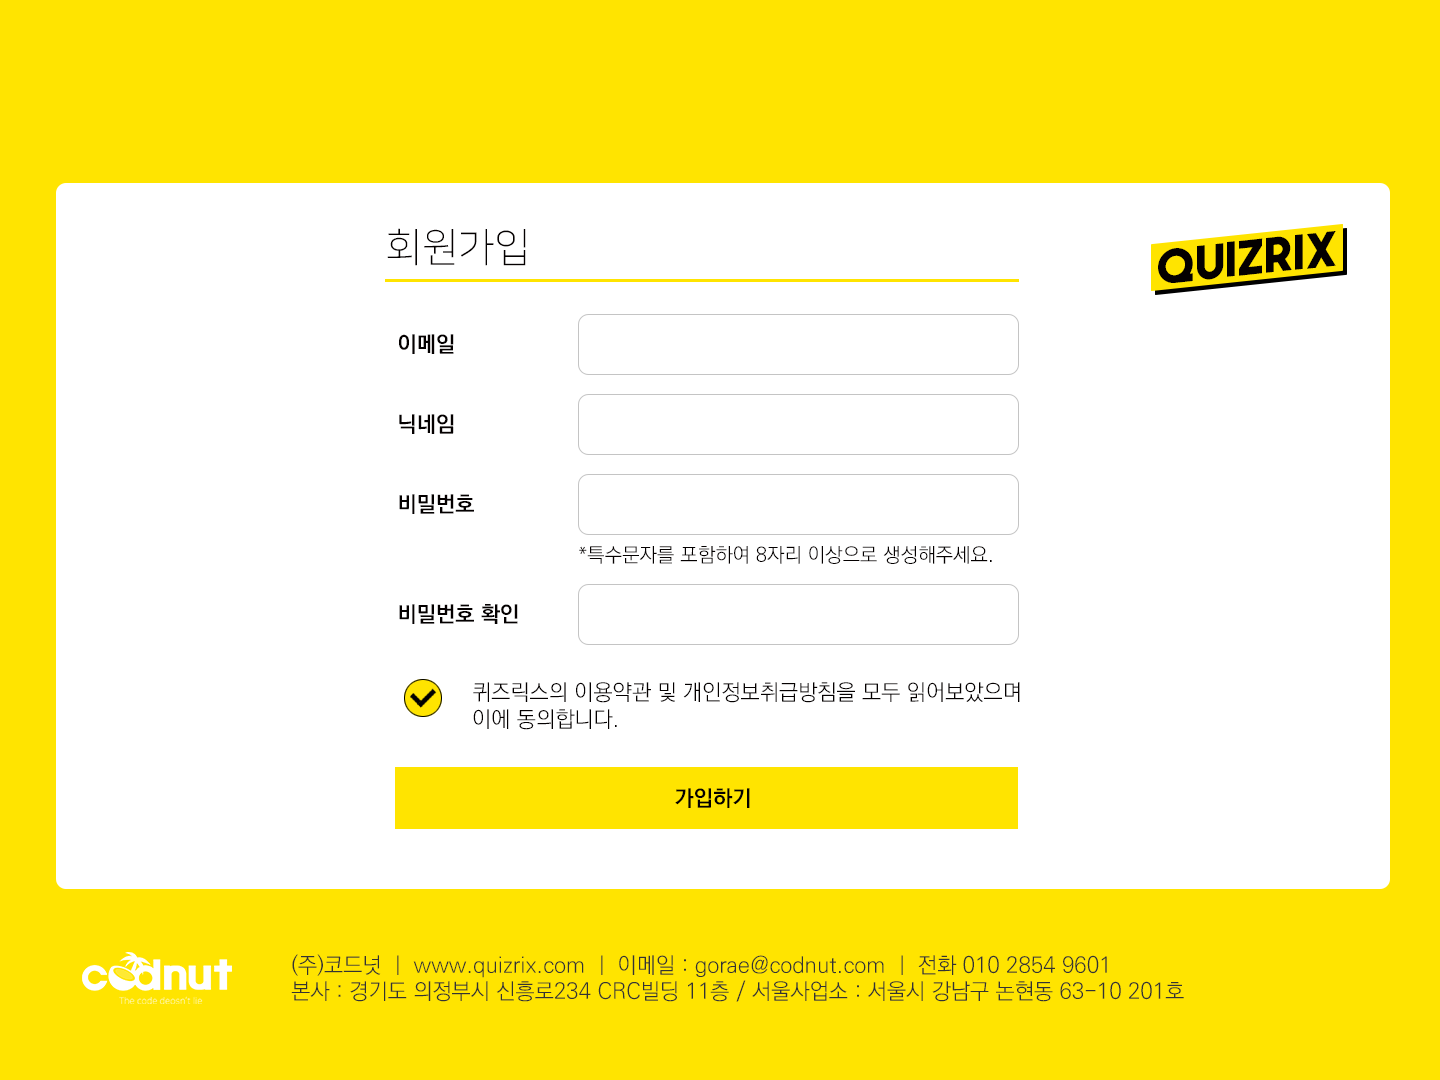 회원가입
QUIZRIX
이메일
닉네임
비밀번호
*특수문자를 포함하여 8자리 이상으로 생성해주세요.
비밀번호 확인
퀴즈릭스의 이용약관 및 개인정보취급방침을 모두 읽어보았으며
이에 동의합니다.
가입하기
codnut
The code deosn't lie
(주)코드넛 | www.quizrix.com | 이메일 : gorae@codnut.com | 전화 010 2854 9601
본사 : 경기도 의정부시 신흥로234 CRC빌딩 11층 / 서울사업소 : 서울시 강남구 논현동 63-10 201호